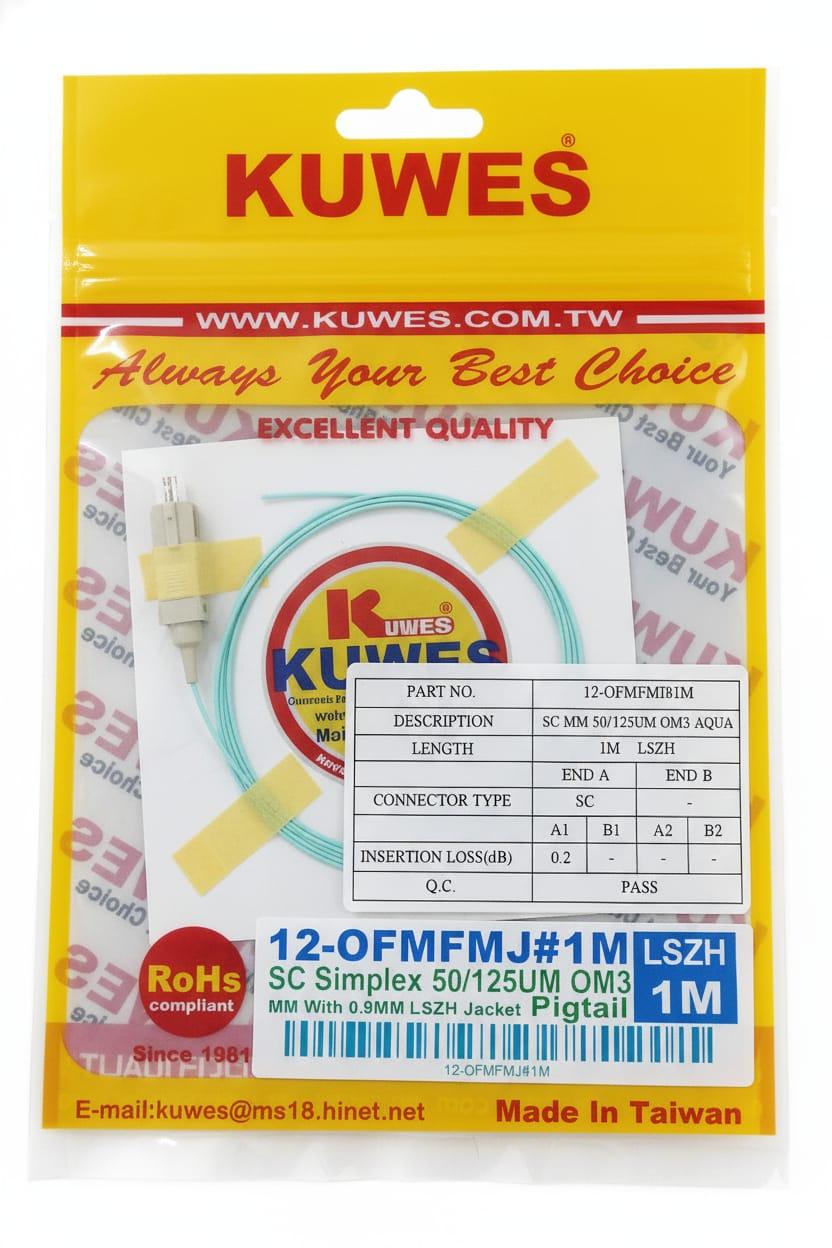 KUWES®
WWW.KUWES.COM.TW
Always Your Best Choice
EXCELLENT QUALITY
KUWES®
KUWES
PART NO. 12-OFMFMTB1M
DESCRIPTION SC MM 50/125UM OM3 AQUA
LENGTH 1M LSZH
END A END B
CONNECTOR TYPE SC -
A1 B1 A2 B2
INSERTION LOSS(dB) 0.2 - - -
Q.C. PASS
12-OFMFMJ#1M LSZH
SC Simplex 50/125UM OM3 1M
MM With 0.9MM LSZH Jacket Pigtail
12-OFMFMJ#1M
RoHs
compliant
Since 1981
E-mail:kuwes@ms18.hinet.net Made In Taiwan